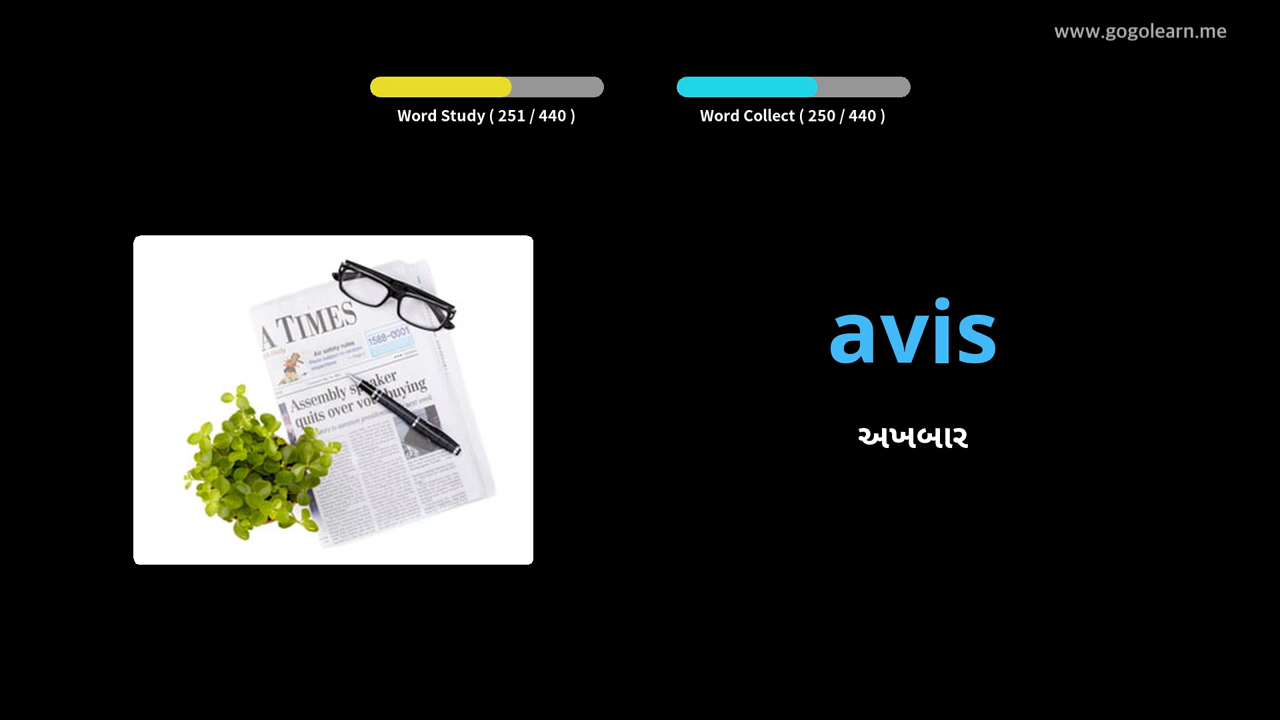 www.gogolearn.me
Word Study ( 251 / 440 )
Word Collect ( 250 / 440 )
A TIMES
1588-0001
Air safety rules
Assembly speaker
quits over vote buying
avis
અખબાર